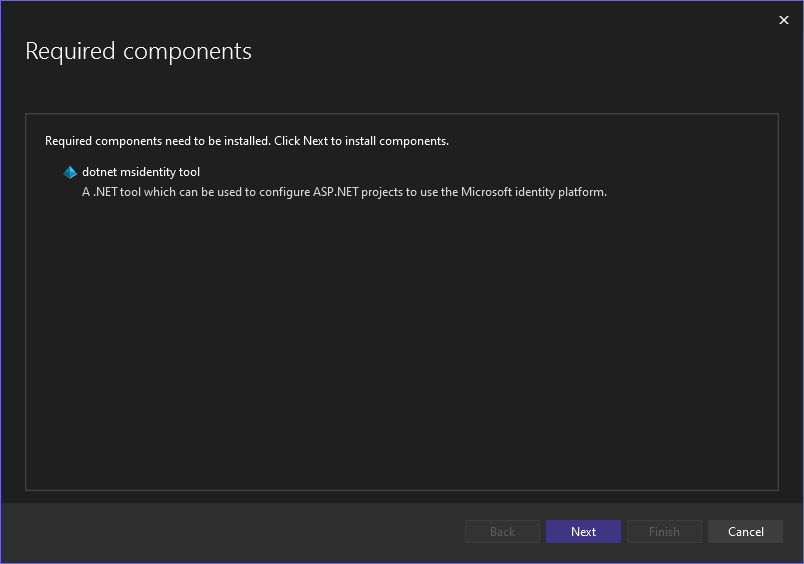 Required components
Required components need to be installed. Click Next to install components.
dotnet msidentity tool
A .NET tool which can be used to configure ASP.NET projects to use the Microsoft identity platform.
Back Next Finish Cancel